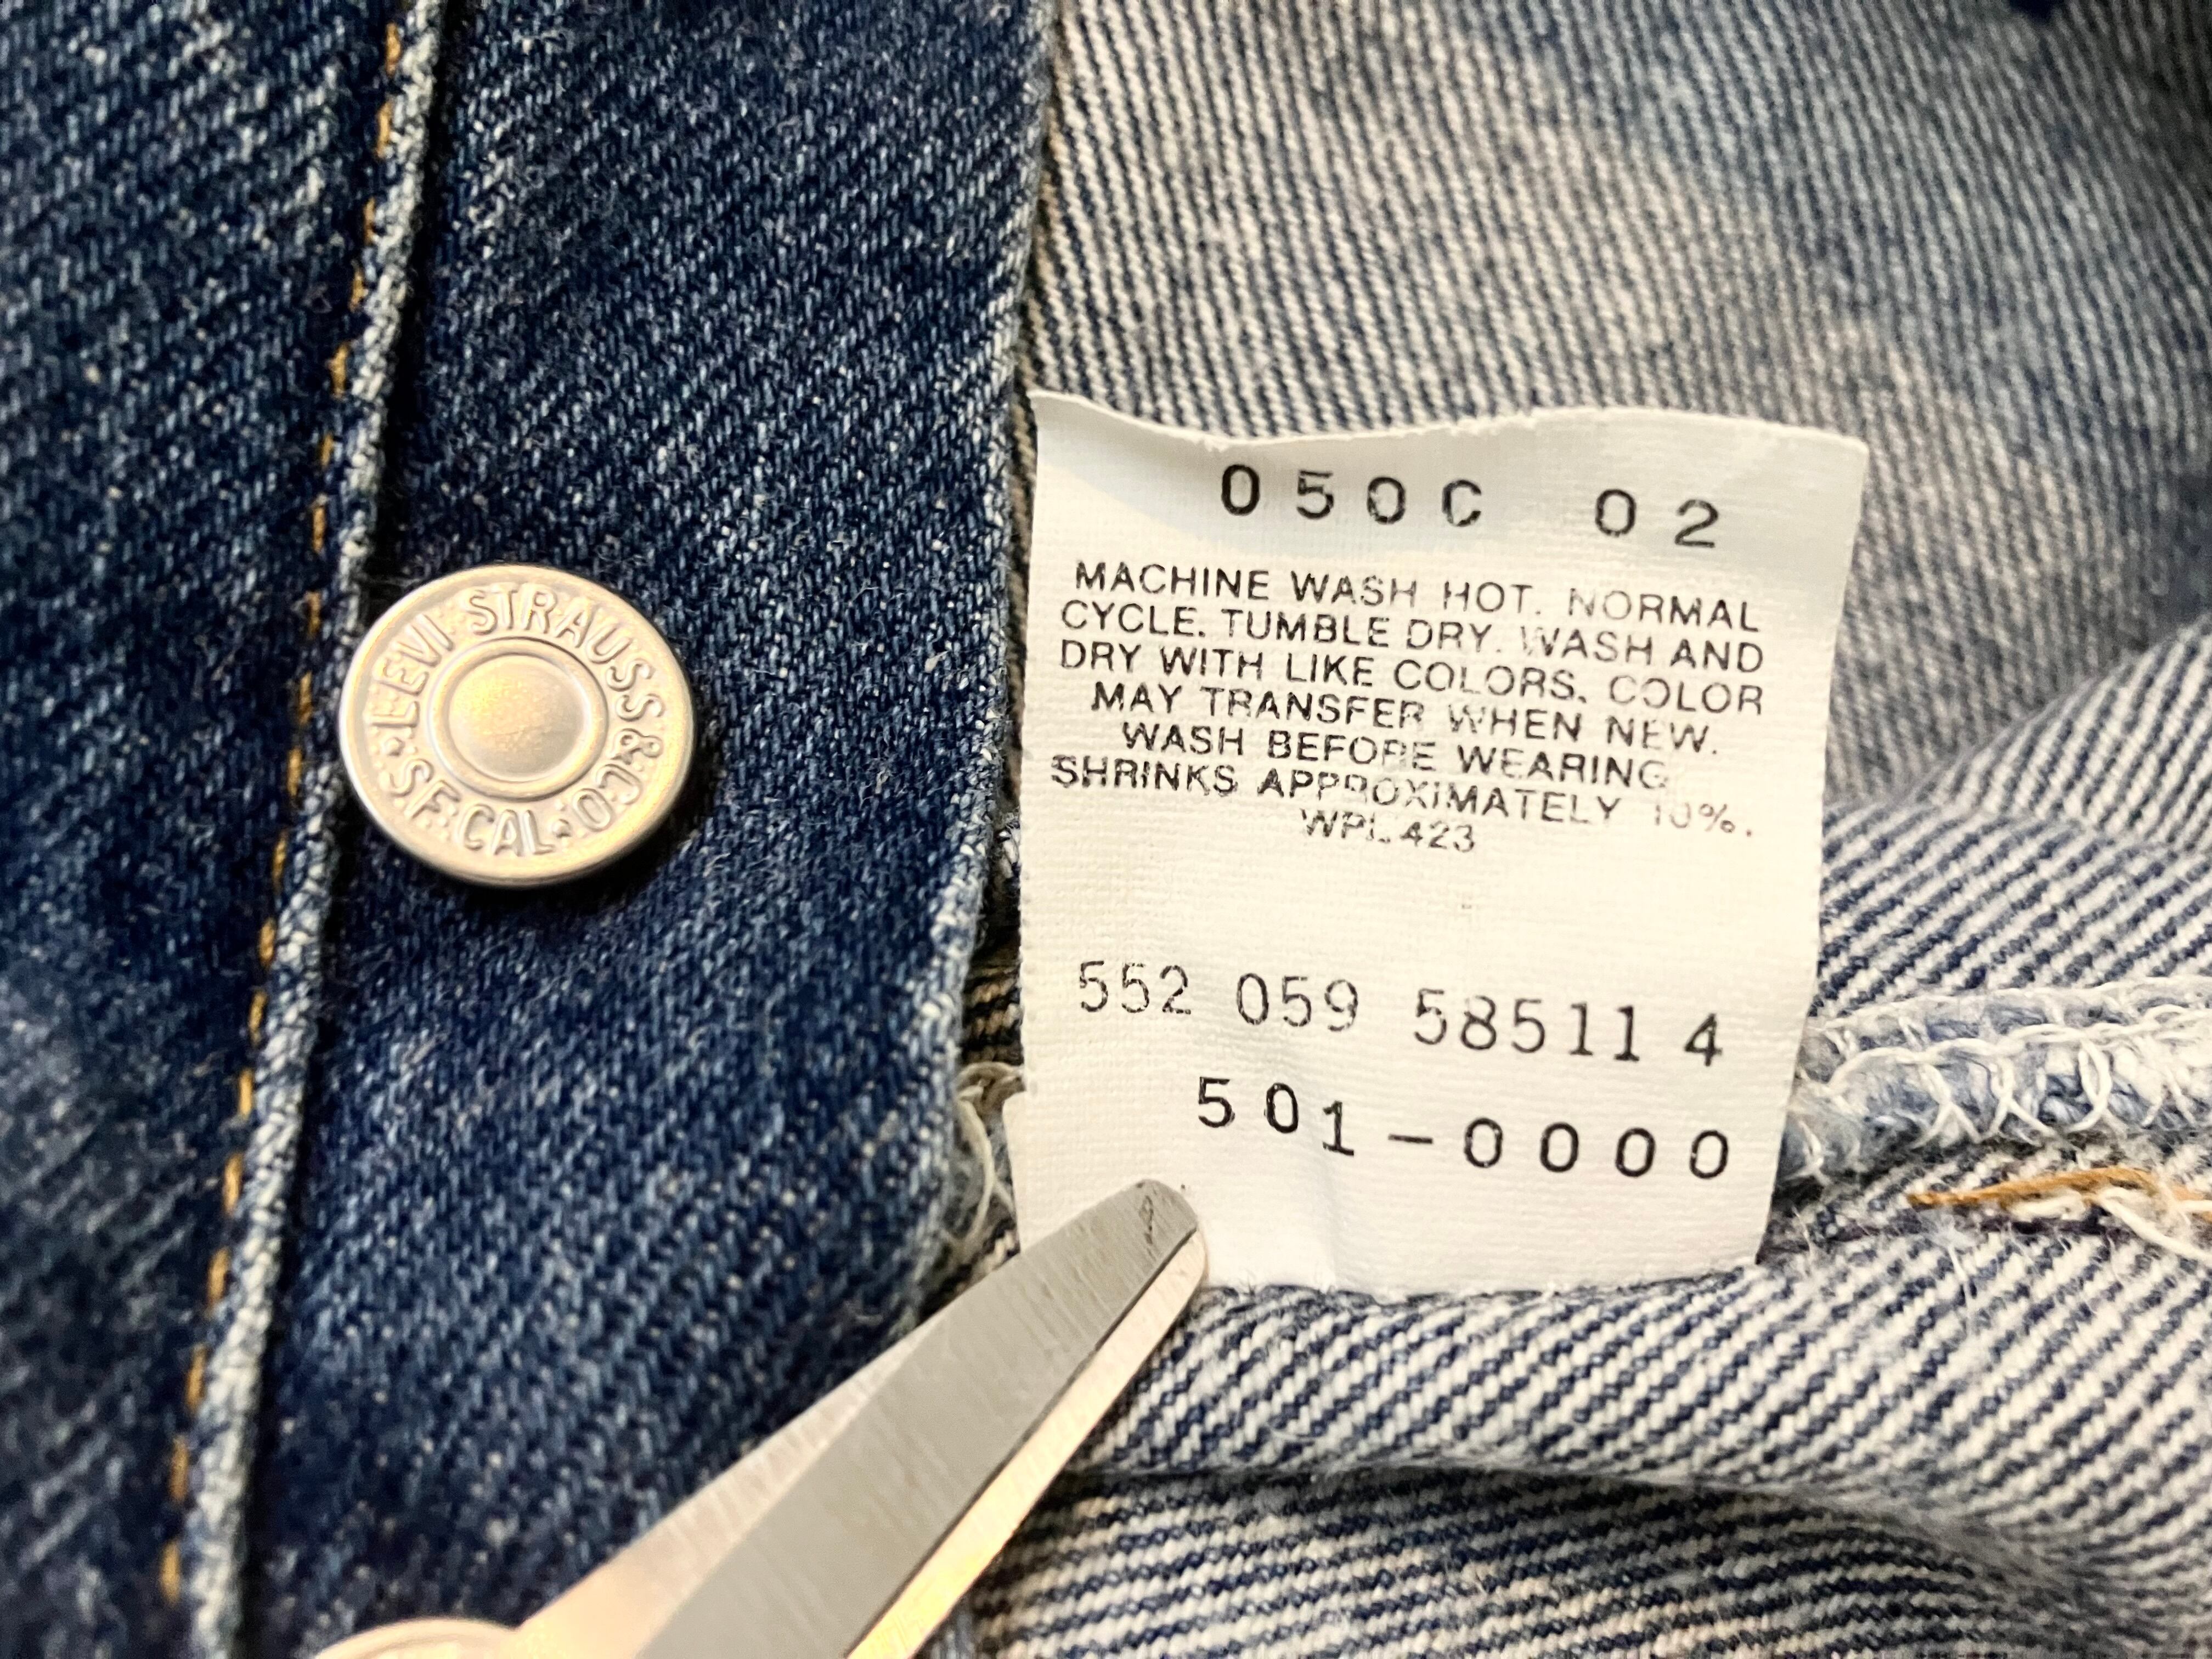 LEVI STRAUSS & CO.
S.F. CAL.
050C 02
MACHINE WASH HOT. NORMAL
CYCLE. TUMBLE DRY. WASH AND
DRY WITH LIKE COLORS. COLOR
MAY TRANSFER WHEN NEW.
WASH BEFORE WEARING
SHRINKS APPROXIMATELY 10%.
WPL 423
552 059 58511 4
501-0000